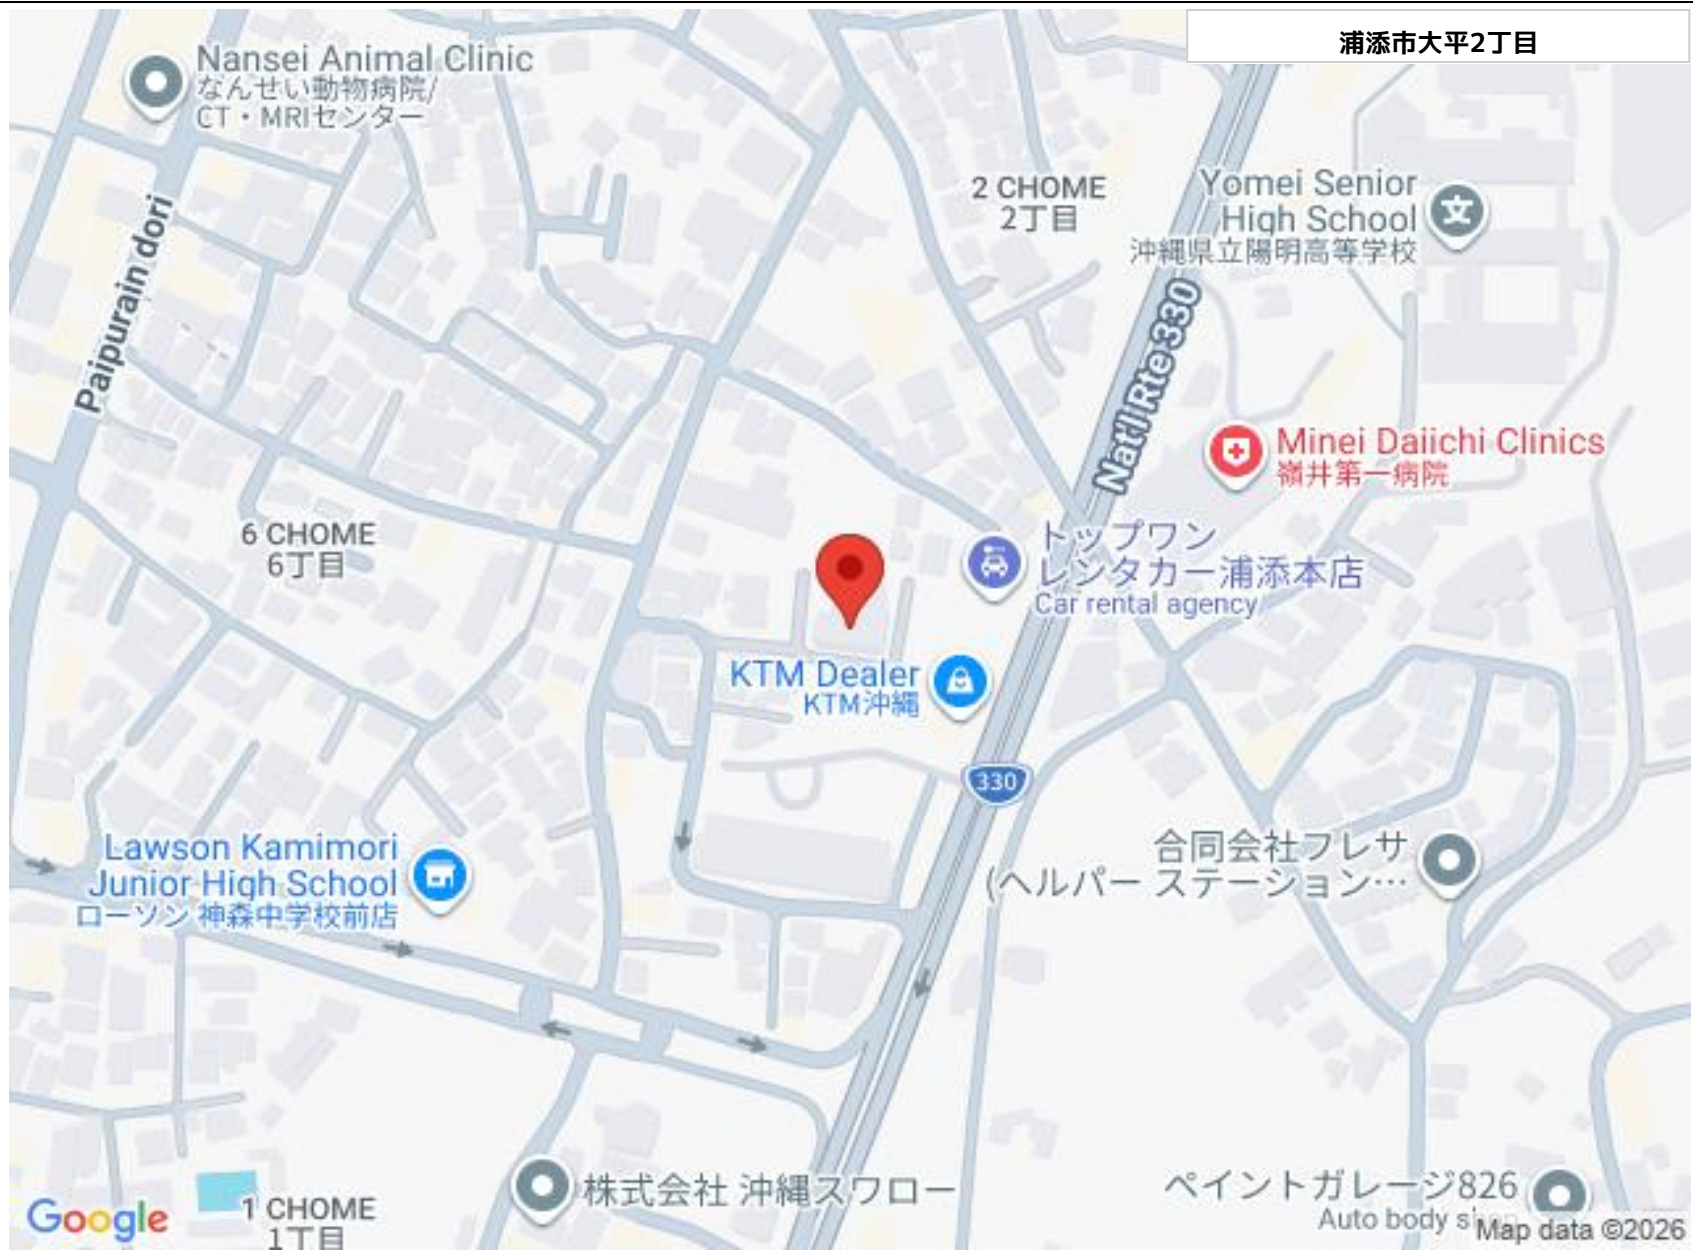 浦添市大平2丁目
Nansei Animal Clinic
なんせい動物病院/
CT・MRIセンター
2 CHOME
2丁目
Yomei Senior
High School
沖縄県立陽明高等学校
Paipurain dori
Nat'l Rte 330
Minei Daiichi Clinics
嶺井第一病院
6 CHOME
6丁目
トップワン
レンタカー浦添本店
Car rental agency
KTM Dealer
KTM沖縄
330
Lawson Kamimori
Junior High School
ローソン 神森中学校前店
合同会社フレサ
(ヘルパー ステーション…
株式会社 沖縄スワロー
ペイントガレージ826
Auto body shop
1 CHOME
1丁目
Google
Map data ©2026